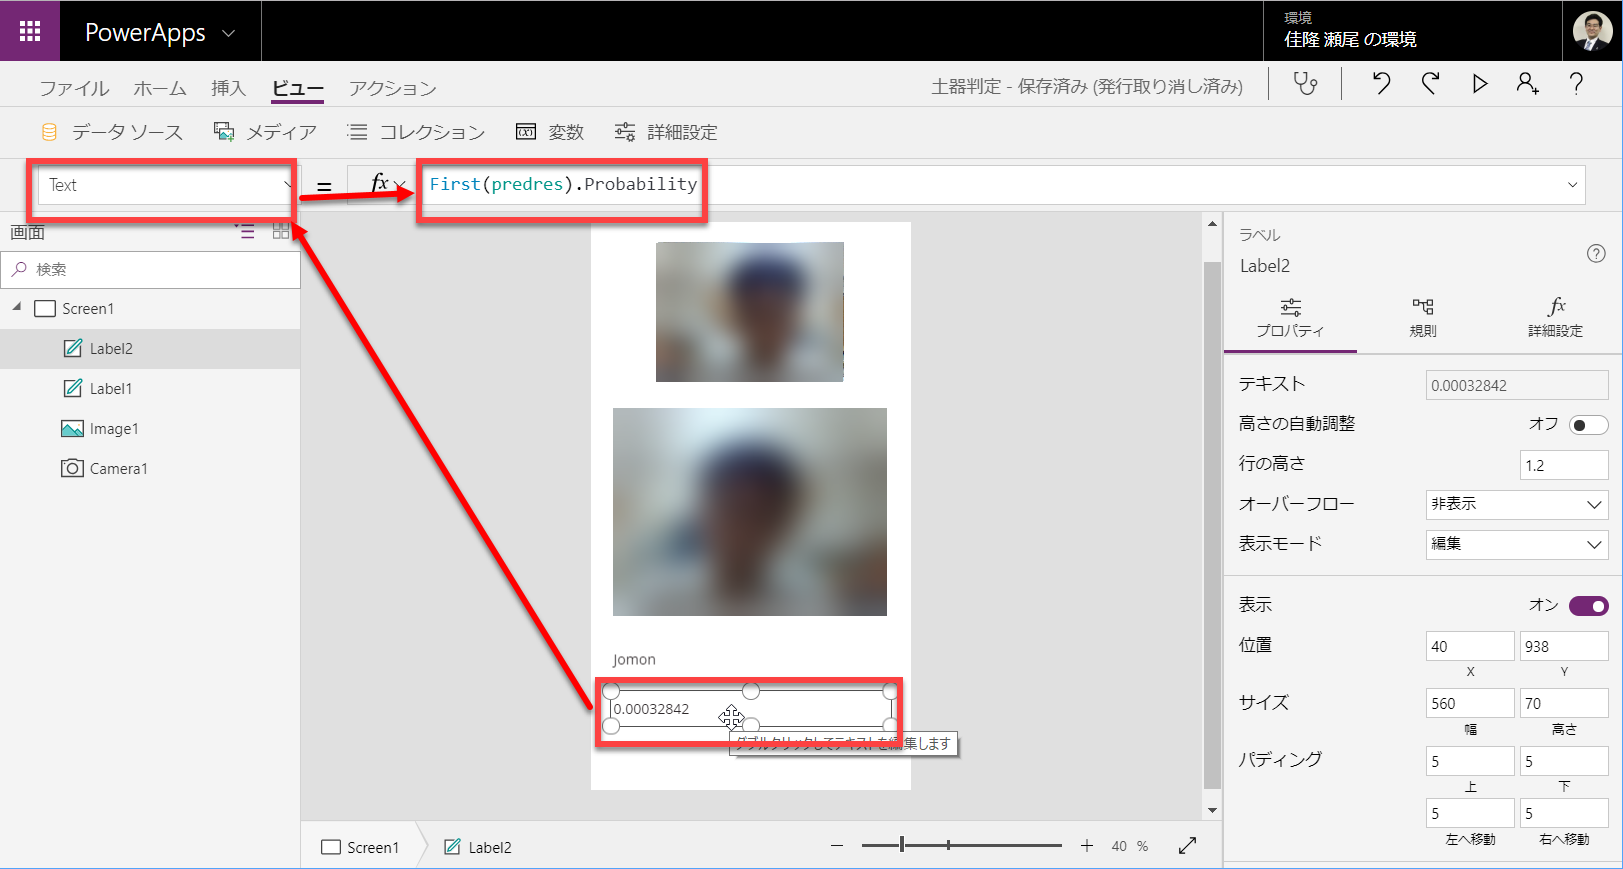 PowerApps
環境
佳隆 瀬尾 の環境
ファイル ホーム 挿入 ビュー アクション
土器判定 - 保存済み (発行取り消し済み)
データ ソース メディア コレクション 変数 詳細設定
Text = fx First(predres).Probability
画面
検索
Screen1
Label2
Label1
Image1
Camera1
Jomon
0.00032842
ダブルクリックしてテキストを編集します
Screen1 Label2
40 %
ラベル
Label2
プロパティ 規則 詳細設定
テキスト 0.00032842
高さの自動調整 オフ
行の高さ 1.2
オーバーフロー 非表示
表示モード 編集
表示 オン
位置 40 938
X Y
サイズ 560 70
幅 高さ
パディング 5 5
上 下
5 5
左へ移動 右へ移動